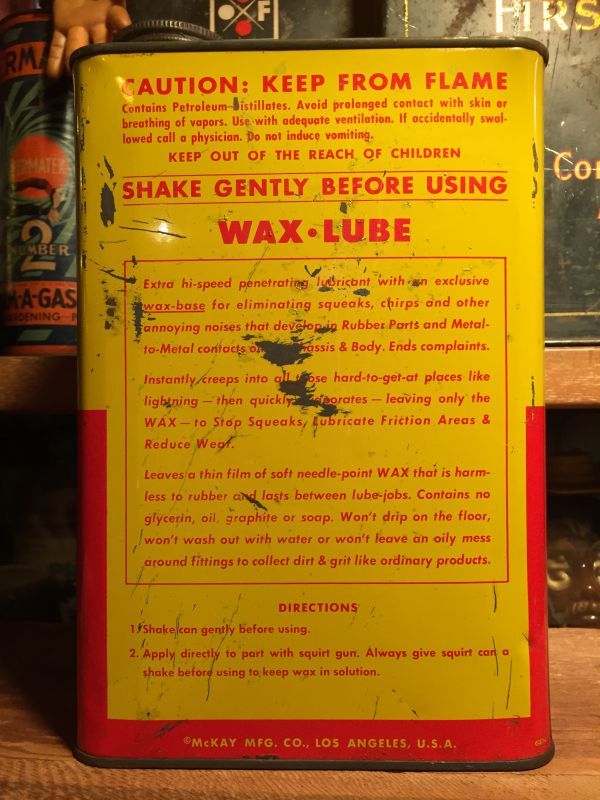 CAUTION: KEEP FROM FLAME
Contains Petroleum Distillates. Avoid prolonged contact with skin or
breathing of vapors. Use with adequate ventilation. If accidentally swal-
lowed call a physician. Do not induce vomiting.
KEEP OUT OF THE REACH OF CHILDREN
SHAKE GENTLY BEFORE USING
WAX•LUBE
Extra hi-speed penetrating lubricant with an exclusive
wax-base for eliminating squeaks, chirps and other
annoying noises that develop in Rubber Parts and Metal-
to-Metal contacts on Chassis & Body. Ends complaints.
Instantly creeps into all those hard-to-get-at places like
lightning — then quickly evaporates — leaving only the
WAX — to Stop Squeaks, Lubricate Friction Areas &
Reduce Wear.
Leaves a thin film of soft needle-point WAX that is harm-
less to rubber and lasts between lube-jobs. Contains no
glycerin, oil, graphite or soap. Won't drip on the floor,
won't wash out with water or won't leave an oily mess
around fittings to collect dirt & grit like ordinary products.
DIRECTIONS
1. Shake can gently before using.
2. Apply directly to part with squirt gun. Always give squirt can a
shake before using to keep wax in solution.
©McKAY MFG. CO., LOS ANGELES, U.S.A.
2
NUMBER
M-A-GAS